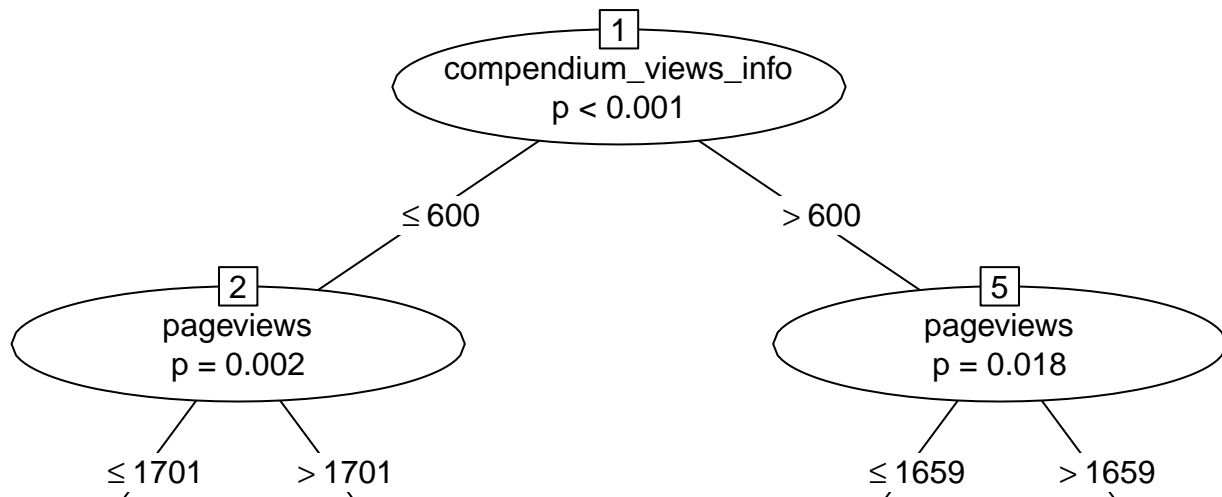 1
compendium_views_info
p < 0.001
≤ 600
> 600
2
pageviews
p = 0.002
5
pageviews
p = 0.018
≤ 1701
> 1701
≤ 1659
> 1659